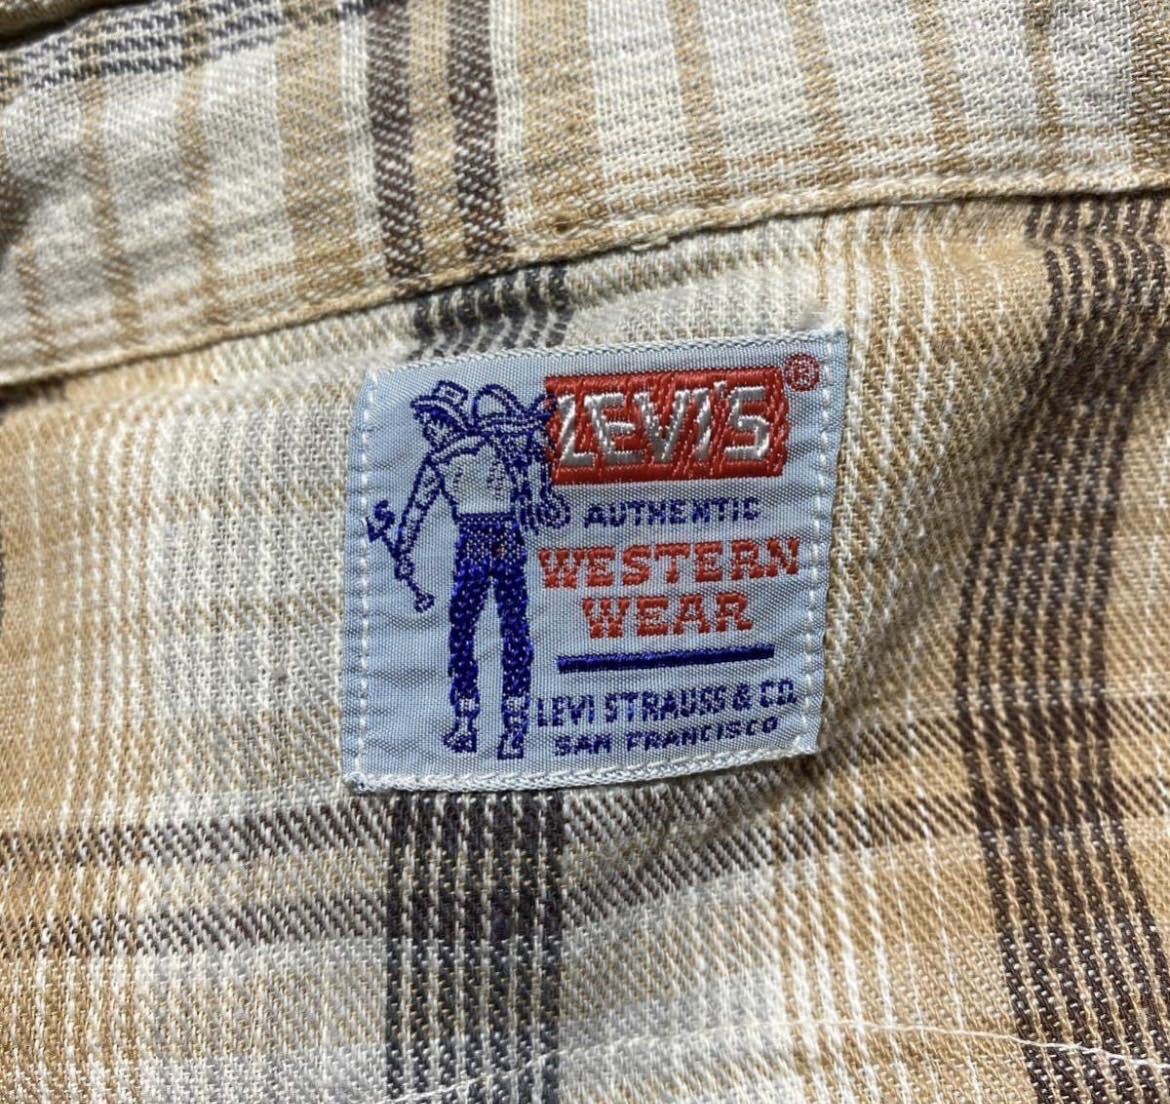 LEVI'S ®
AUTHENTIC
WESTERN
WEAR
LEVI STRAUSS & CO.
SAN FRANCISCO